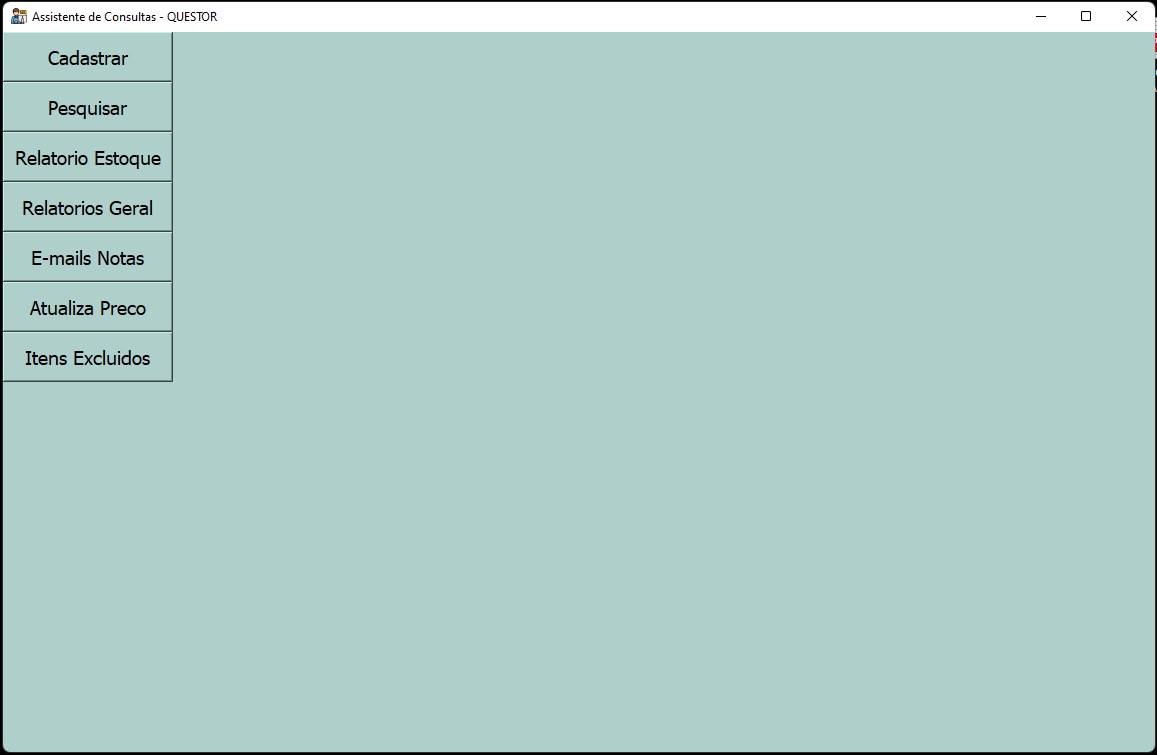 Assistente de Consultas - QUESTOR
Cadastrar
Pesquisar
Relatorio Estoque
Relatorios Geral
E-mails Notas
Atualiza Preco
Itens Excluidos